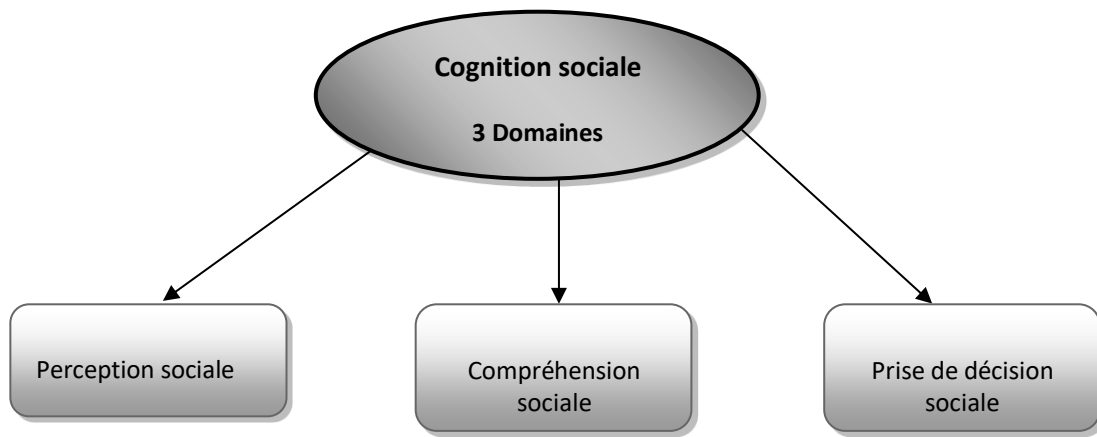 Cognition sociale
3 Domaines
Perception sociale
Compréhension
sociale
Prise de décision
sociale